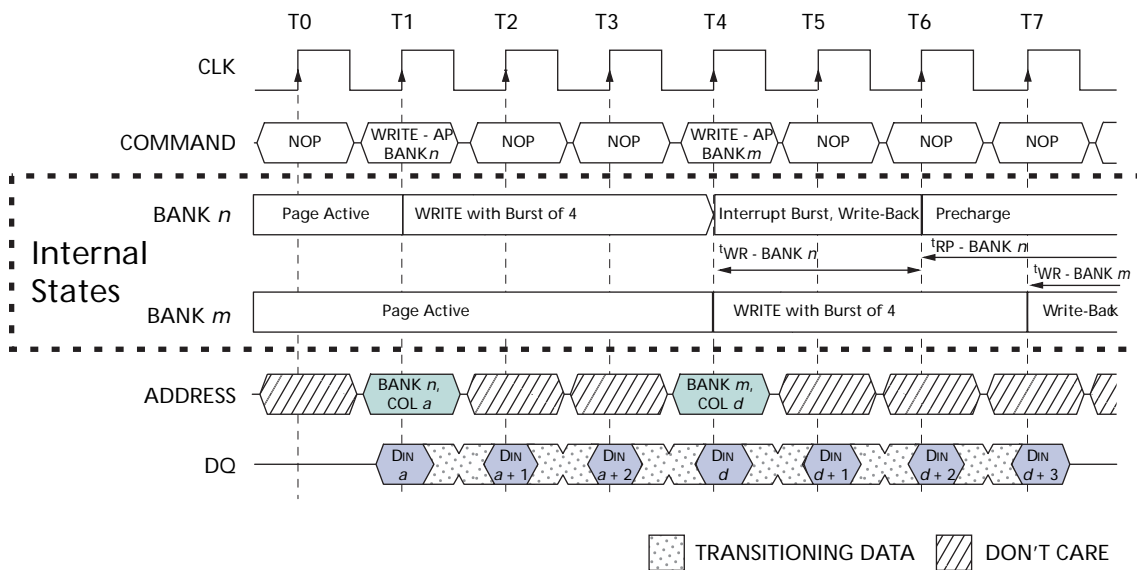 T0 T1 T2 T3 T4 T5 T6 T7
CLK
COMMAND
NOP
WRITE - AP
BANK n
NOP
NOP
WRITE - AP
BANK m
NOP
NOP
NOP
Internal
States
BANK n
Page Active
WRITE with Burst of 4
Interrupt Burst, Write-Back
Precharge
tWR - BANK n
tRP - BANK n
tWR - BANK m
BANK m
Page Active
WRITE with Burst of 4
Write-Back
ADDRESS
BANK n,
COL a
BANK m,
COL d
DQ
DIN
a
DIN
a + 1
DIN
a + 2
DIN
d
DIN
d + 1
DIN
d + 2
DIN
d + 3
TRANSITIONING DATA
DON'T CARE